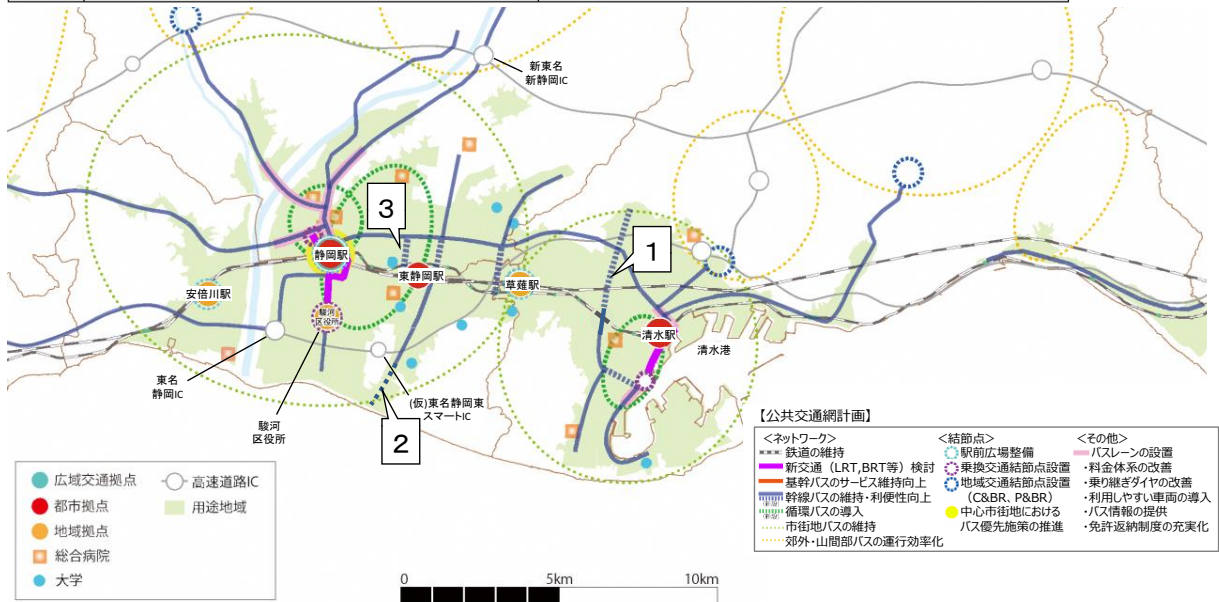 新東名
新静岡IC
3
1
静岡駅
東静岡駅
草薙駅
安倍川駅
駿河
区役所
清水駅
清水港
東名
静岡IC
(仮)東名静岡東
スマートIC
駿河
区役所
2
【公共交通網計画】
<ネットワーク>
鉄道の維持
新交通（LRT,BRT等）検討
基幹バスのサービス維持向上
幹線バスの維持・利便性向上
(新設)
循環バスの導入
(新設)
市街地バスの維持
郊外・山間部バスの運行効率化
<結節点>
駅前広場整備
乗換交通結節点設置
地域交通結節点設置
（C&BR, P&BR）
中心市街地における
バス優先施策の推進
<その他>
バスレーンの設置
・料金体系の改善
・乗り継ぎダイヤの改善
・利用しやすい車両の導入
・バス情報の提供
・免許返納制度の充実化
広域交通拠点
都市拠点
地域拠点
総合病院
大学
高速道路IC
用途地域
0 5km 10km